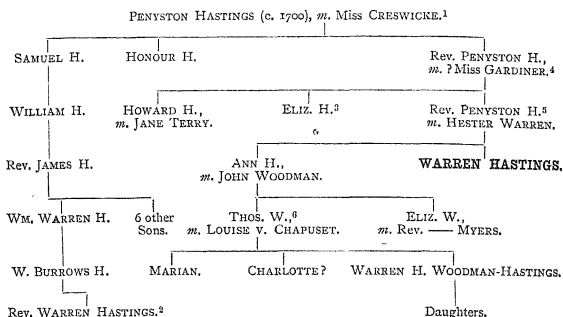 PENYSTON HASTINGS (c. 1700), m. Miss CRESWICKE.¹
SAMUEL H. HONOUR H. Rev. PENYSTON H.,
m. ? Miss GARDINER.⁴
WILLIAM H. HOWARD H., ELIZ. H.³ Rev. PENYSTON H.⁵
m. JANE TERRY. m. HESTER WARREN.
Rev. JAMES H. ANN H., WARREN HASTINGS.
m. JOHN WOODMAN.
WM. WARREN H. 6 other THOS. W.,⁶ ELIZ. W.,
Sons. m. LOUISE v. CHAPUSET. m. Rev. —— MYERS.
W. BURROWS H. MARIAN. CHARLOTTE? WARREN H. WOODMAN-HASTINGS.
Rev. WARREN HASTINGS.² Daughters.